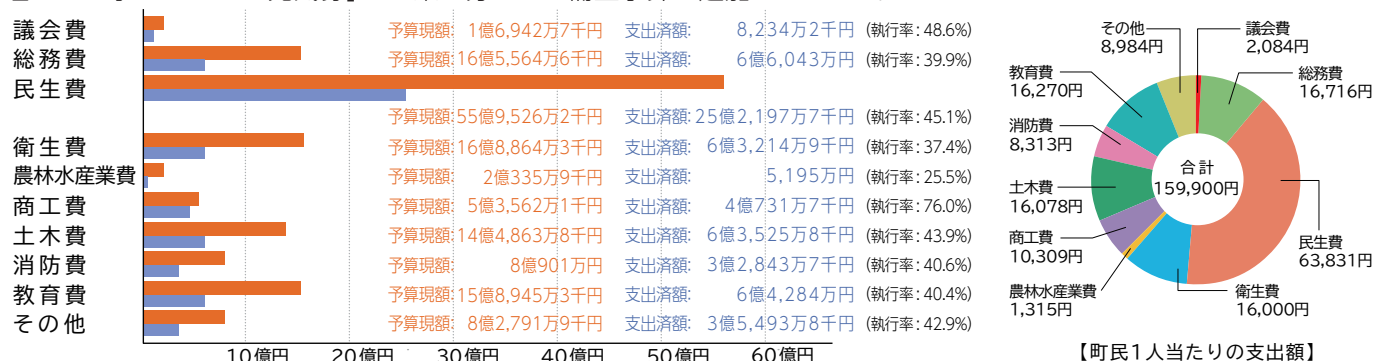 議会費 予算現額: 1億6,942万7千円 支出済額: 8,234万2千円 (執行率:48.6%)
総務費 予算現額:16億5,564万6千円 支出済額: 6億6,043万円 (執行率:39.9%)
民生費
予算現額:55億9,526万2千円 支出済額:25億2,197万7千円 (執行率:45.1%)
衛生費 予算現額:16億8,864万3千円 支出済額: 6億3,214万9千円 (執行率:37.4%)
農林水産業費 予算現額: 2億335万9千円 支出済額: 5,195万円 (執行率:25.5%)
商工費 予算現額: 5億3,562万1千円 支出済額: 4億731万7千円 (執行率:76.0%)
土木費 予算現額:14億4,863万8千円 支出済額: 6億3,525万8千円 (執行率:43.9%)
消防費 予算現額: 8億901万円 支出済額: 3億2,843万7千円 (執行率:40.6%)
教育費 予算現額:15億8,945万3千円 支出済額: 6億4,284万円 (執行率:40.4%)
その他 予算現額: 8億2,791万9千円 支出済額: 3億5,493万8千円 (執行率:42.9%)
10億円 20億円 30億円 40億円 50億円 60億円
その他
8,984円
議会費
2,084円
教育費
16,270円
総務費
16,716円
消防費
8,313円
合計
159,900円
土木費
16,078円
商工費
10,309円
民生費
63,831円
農林水産業費
1,315円
衛生費
16,000円
【町民1人当たりの支出額】